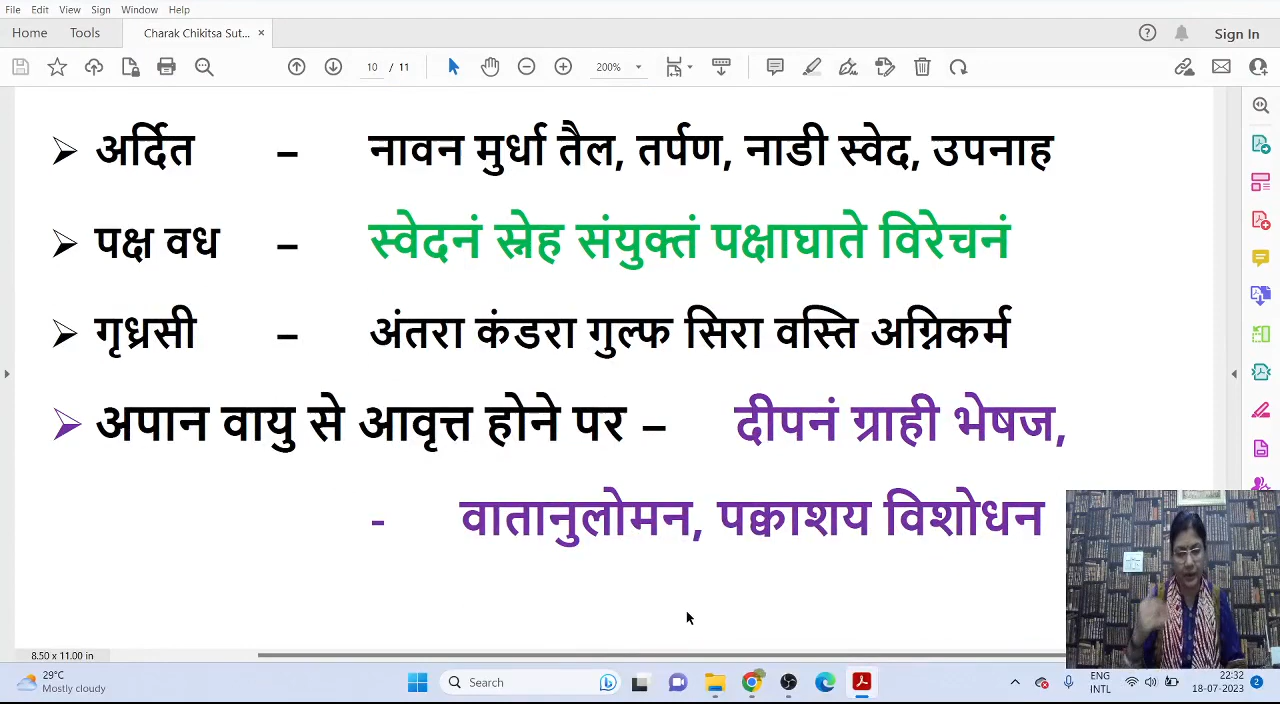 File Edit View Sign Window Help
Home Tools Charak Chikitsa Sut... × Sign In
10 / 11 200%
➢ अर्दित – नावन मुर्धा तैल, तर्पण, नाडी स्वेद, उपनाह
➢ पक्ष वध – स्वेदनं स्नेह संयुक्तं पक्षाघाते विरेचनं
➢ गृध्रसी – अंतरा कंडरा गुल्फ सिरा वस्ति अग्निकर्म
➢ अपान वायु से आवृत्त होने पर – दीपनं ग्राही भेषज,
- वातानुलोमन, पक्वाशय विशोधन
8.50 x 11.00 in
29°C
Mostly cloudy
Search
ENG
INTL
22:32
18-07-2023
2